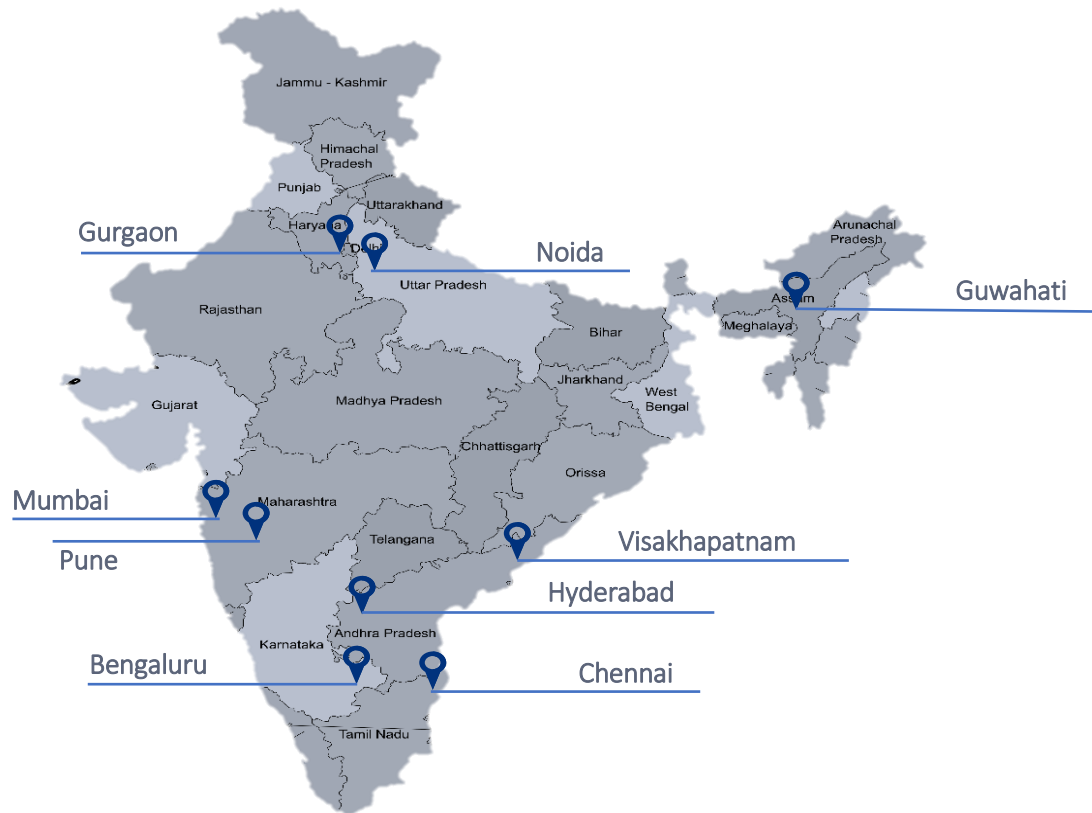 Jammu - Kashmir
Himachal
Pradesh
Punjab
Uttarakhand
Haryana
Gurgaon
Delhi
Noida
Arunachal
Pradesh
Uttar Pradesh
Assam
Guwahati
Rajasthan
Bihar
Meghalaya
Jharkhand
West
Bengal
Gujarat
Madhya Pradesh
Chhattisgarh
Orissa
Mumbai
Maharashtra
Pune
Telangana
Visakhapatnam
Hyderabad
Andhra Pradesh
Karnataka
Bengaluru
Chennai
Tamil Nadu